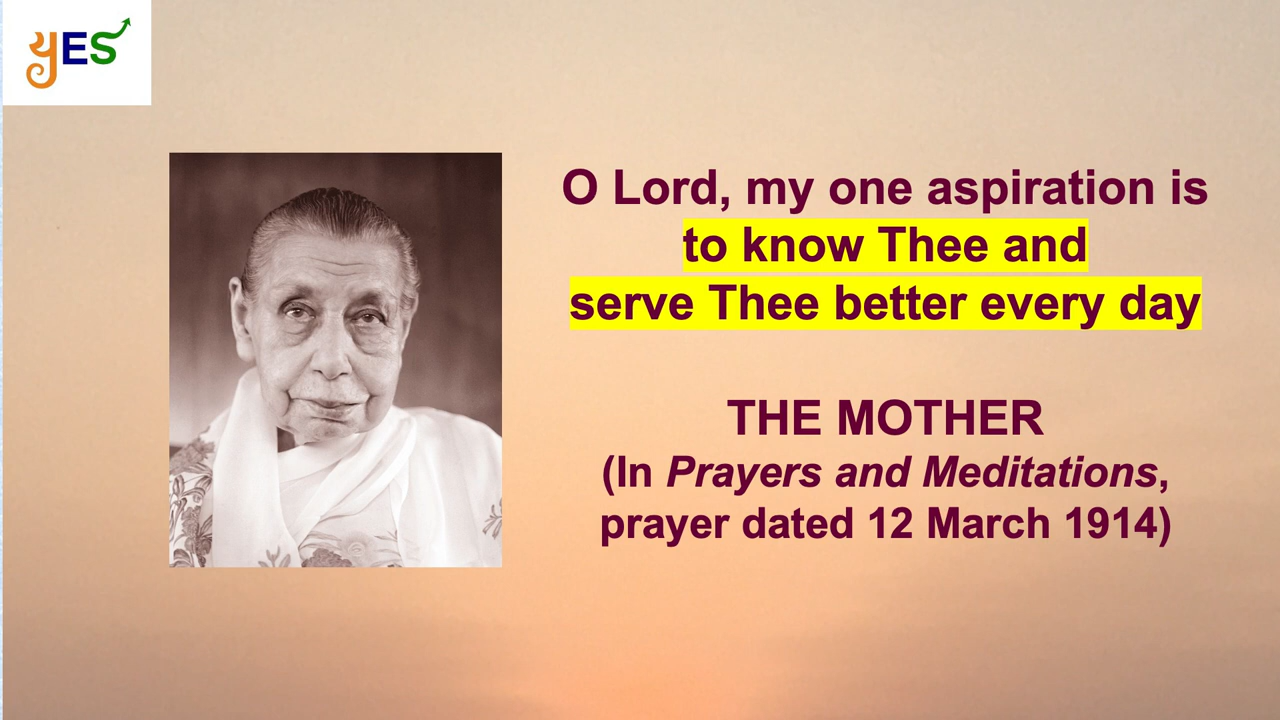 yES
O Lord, my one aspiration is
to know Thee and
serve Thee better every day
THE MOTHER
(In Prayers and Meditations,
prayer dated 12 March 1914)